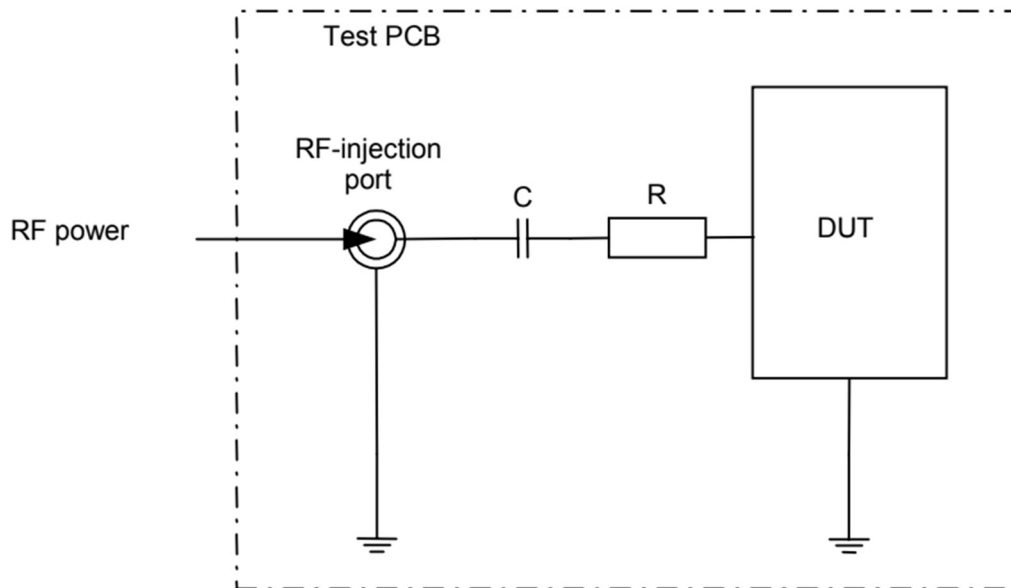 Test PCB
RF-injection
port
RF power
C
R
DUT